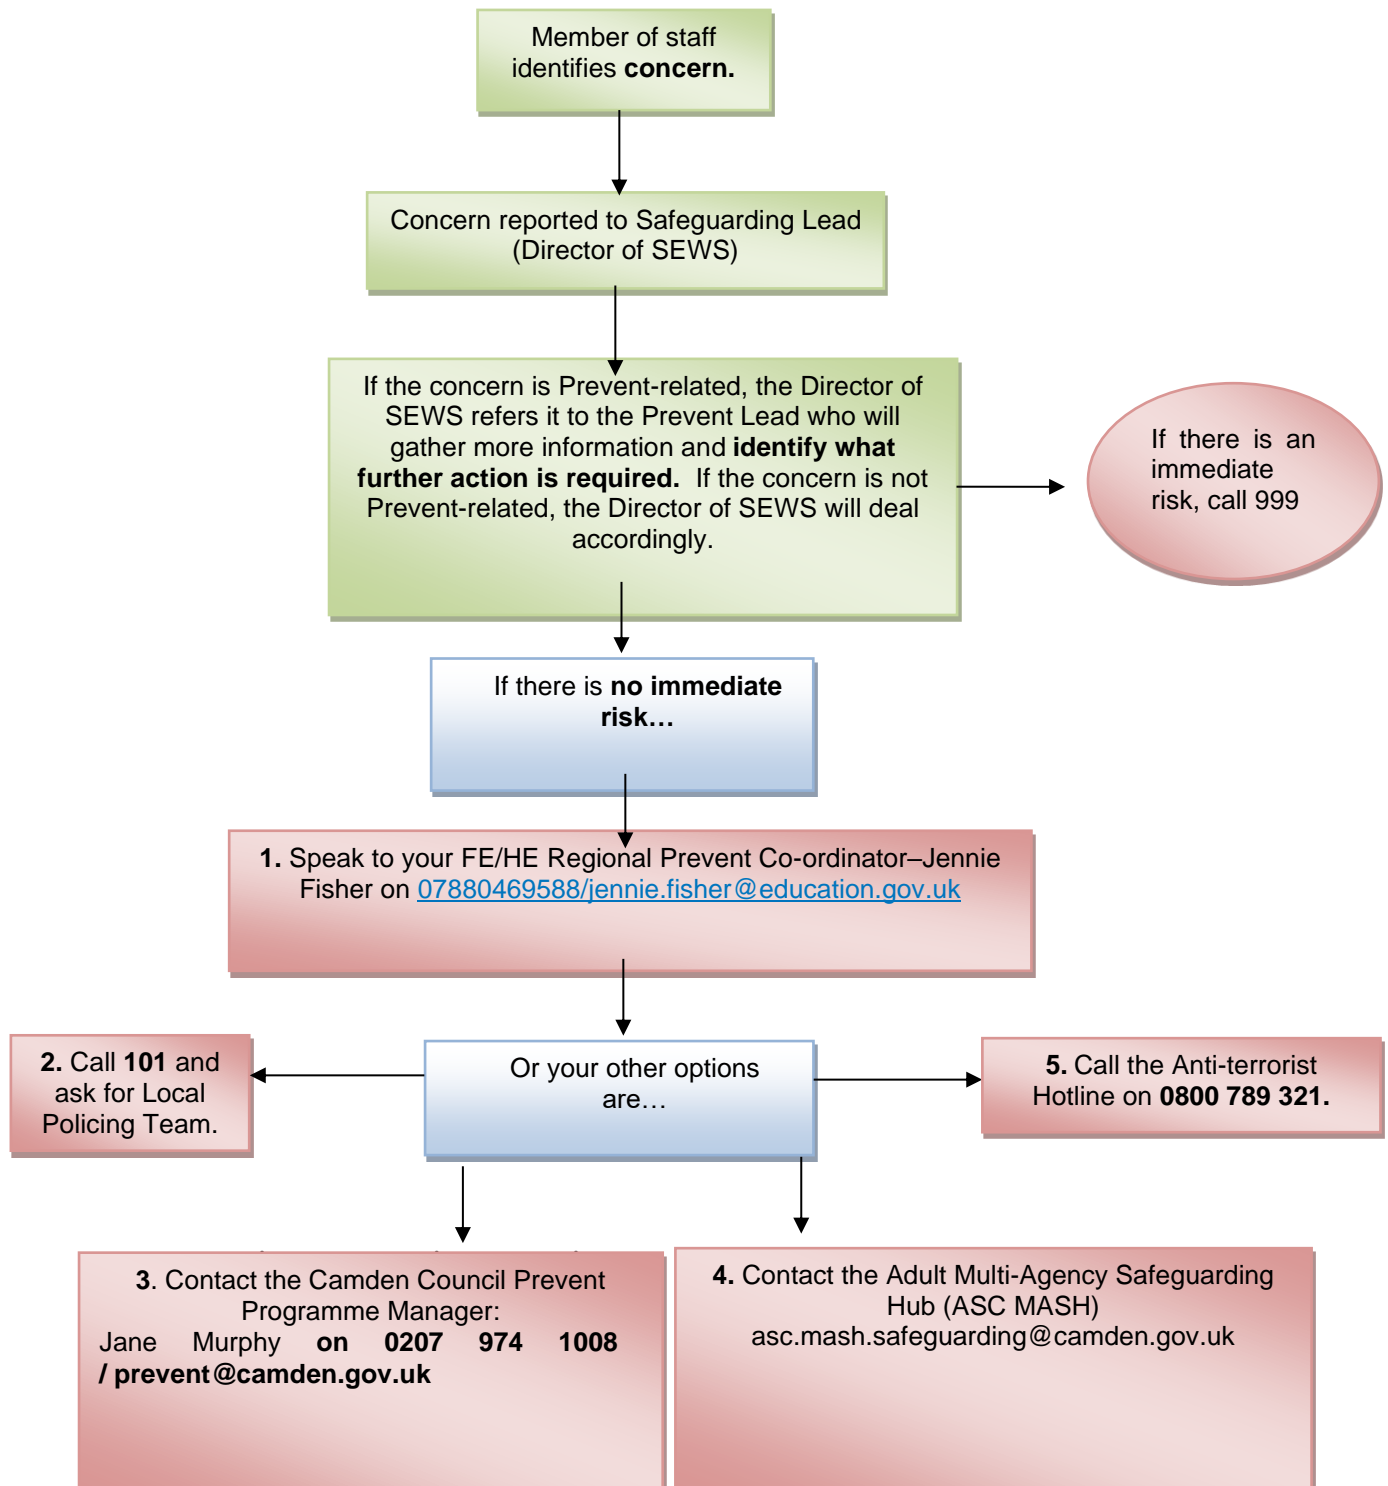 Member of staff
identifies concern.
Concern reported to Safeguarding Lead
(Director of SEWS)
If the concern is Prevent-related, the Director of
SEWS refers it to the Prevent Lead who will
gather more information and identify what
further action is required. If the concern is not
Prevent-related, the Director of SEWS will deal
accordingly.
If there is an
immediate
risk, call 999
If there is no immediate
risk…
1. Speak to your FE/HE Regional Prevent Co-ordinator–Jennie
Fisher on 07880469588/jennie.fisher@education.gov.uk
Or your other options
are…
2. Call 101 and
ask for Local
Policing Team.
5. Call the Anti-terrorist
Hotline on 0800 789 321.
3. Contact the Camden Council Prevent
Programme Manager:
Jane Murphy on 0207 974 1008
/ prevent@camden.gov.uk
4. Contact the Adult Multi-Agency Safeguarding
Hub (ASC MASH)
asc.mash.safeguarding@camden.gov.uk